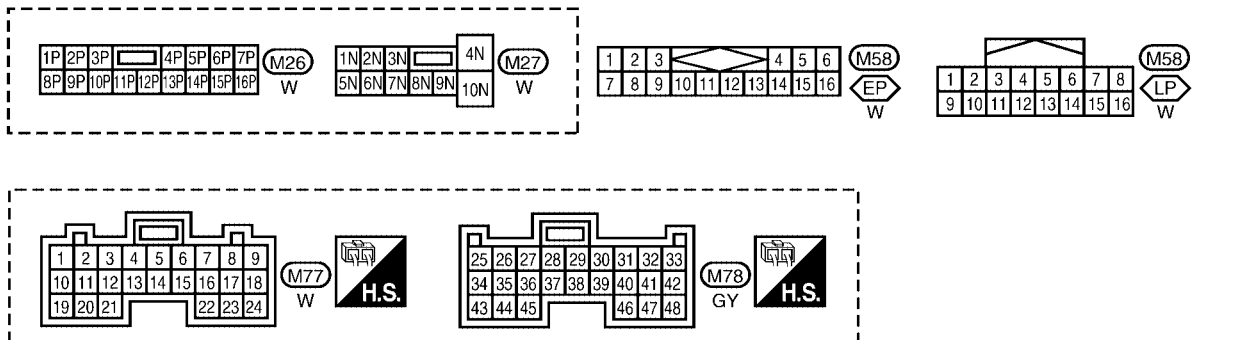 1P 2P 3P 4P 5P 6P 7P
8P 9P 10P 11P 12P 13P 14P 15P 16P
M26
W
1N 2N 3N 4N
5N 6N 7N 8N 9N 10N
M27
W
1 2 3 4 5 6
7 8 9 10 11 12 13 14 15 16
M58
EP
W
1 2 3 4 5 6 7 8
9 10 11 12 13 14 15 16
M58
LP
W
1 2 3 4 5 6 7 8 9
10 11 12 13 14 15 16 17 18
19 20 21 22 23 24
M77
W
H.S.
25 26 27 28 29 30 31 32 33
34 35 36 37 38 39 40 41 42
43 44 45 46 47 48
M78
GY
H.S.